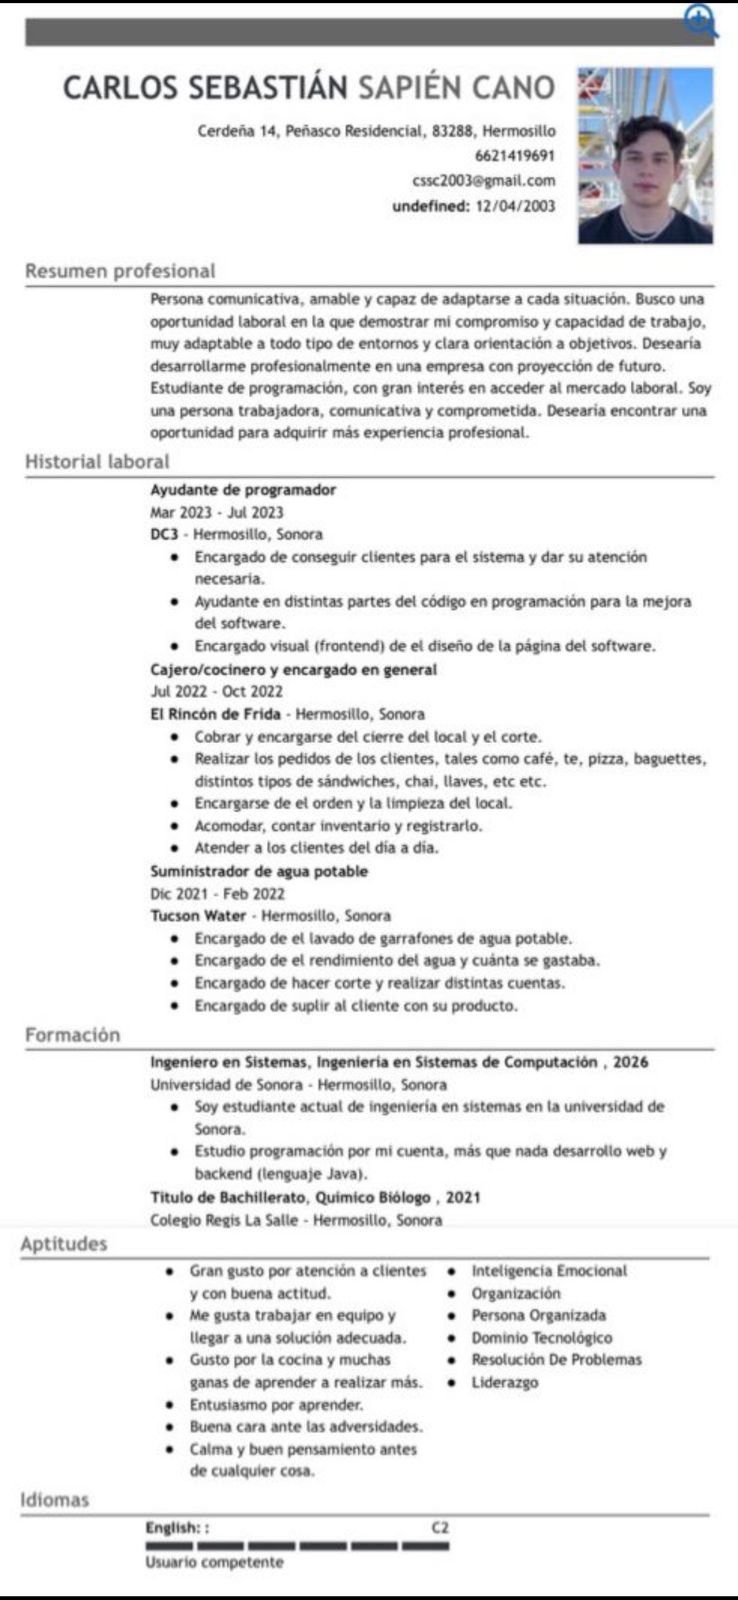 CARLOS SEBASTIÁN SAPIÉN CANO
Cerdeña 14, Peñasco Residencial, 83288, Hermosillo
6621419691
cssc2003@gmail.com
undefined: 12/04/2003
Resumen profesional
Persona comunicativa, amable y capaz de adaptarse a cada situación. Busco una
oportunidad laboral en la que demostrar mi compromiso y capacidad de trabajo,
muy adaptable a todo tipo de entornos y clara orientación a objetivos. Desearía
desarrollarme profesionalmente en una empresa con proyección de futuro.
Estudiante de programación, con gran interés en acceder al mercado laboral. Soy
una persona trabajadora, comunicativa y comprometida. Desearía encontrar una
oportunidad para adquirir más experiencia profesional.
Historial laboral
Ayudante de programador
Mar 2023 - Jul 2023
DC3 - Hermosillo, Sonora
● Encargado de conseguir clientes para el sistema y dar su atención
necesaria.
● Ayudante en distintas partes del código en programación para la mejora
del software.
● Encargado visual (frontend) de el diseño de la página del software.
Cajero/cocinero y encargado en general
Jul 2022 - Oct 2022
El Rincón de Frida - Hermosillo, Sonora
● Cobrar y encargarse del cierre del local y el corte.
● Realizar los pedidos de los clientes, tales como café, te, pizza, baguettes,
distintos tipos de sándwiches, chai, llaves, etc etc.
● Encargarse de el orden y la limpieza del local.
● Acomodar, contar inventario y registrarlo.
● Atender a los clientes del día a día.
Suministrador de agua potable
Dic 2021 - Feb 2022
Tucson Water - Hermosillo, Sonora
● Encargado de el lavado de garrafones de agua potable.
● Encargado de el rendimiento del agua y cuánta se gastaba.
● Encargado de hacer corte y realizar distintas cuentas.
● Encargado de suplir al cliente con su producto.
Formación
Ingeniero en Sistemas, Ingeniería en Sistemas de Computación , 2026
Universidad de Sonora - Hermosillo, Sonora
● Soy estudiante actual de ingeniería en sistemas en la universidad de
Sonora.
● Estudio programación por mi cuenta, más que nada desarrollo web y
backend (lenguaje Java).
Título de Bachillerato, Químico Biólogo , 2021
Colegio Regis La Salle - Hermosillo, Sonora
Aptitudes
● Gran gusto por atención a clientes
y con buena actitud.
● Me gusta trabajar en equipo y
llegar a una solución adecuada.
● Gusto por la cocina y muchas
ganas de aprender a realizar más.
● Entusiasmo por aprender.
● Buena cara ante las adversidades.
● Calma y buen pensamiento antes
de cualquier cosa.
● Inteligencia Emocional
● Organización
● Persona Organizada
● Dominio Tecnológico
● Resolución De Problemas
● Liderazgo
Idiomas
English: : C2
Usuario competente